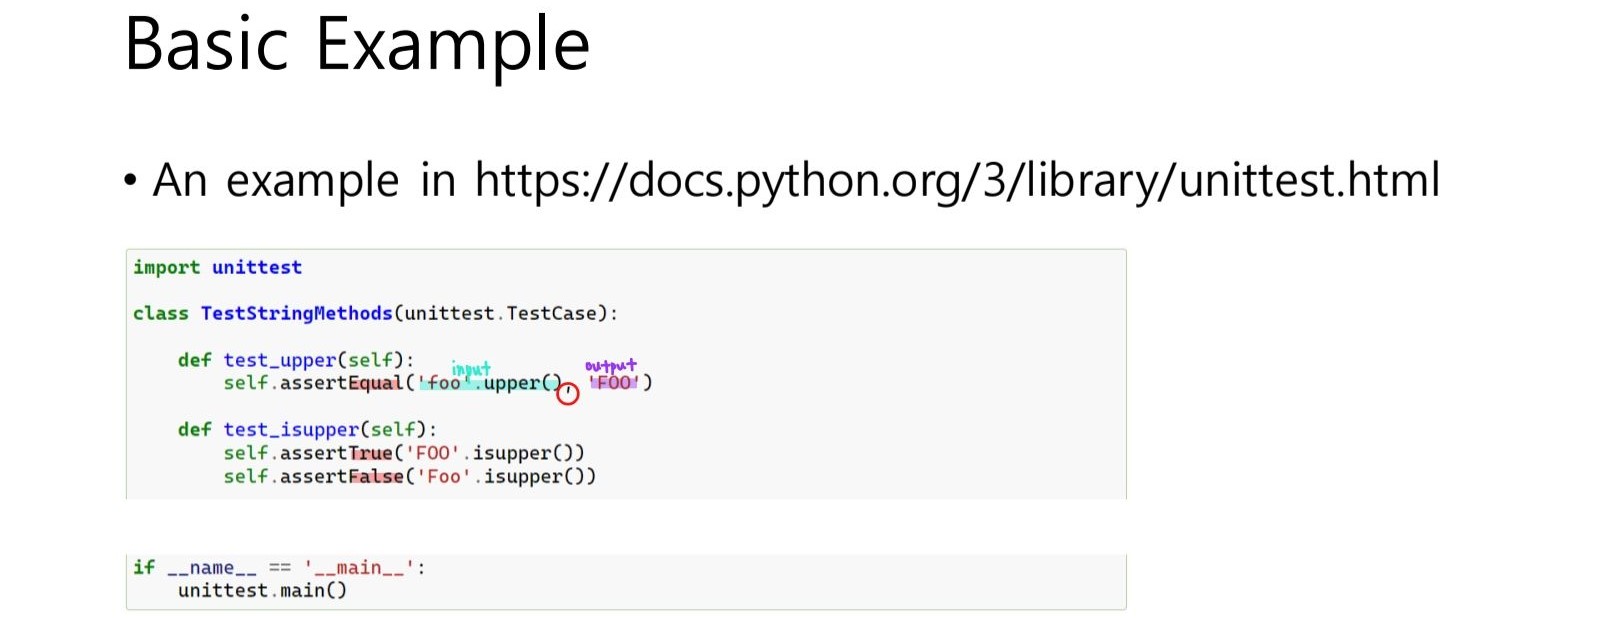 Basic Example
• An example in https://docs.python.org/3/library/unittest.html
import unittest
class TestStringMethods(unittest.TestCase):
def test_upper(self):
input output
self.assertEqual('foo'.upper(), 'FOO')
def test_isupper(self):
self.assertTrue('FOO'.isupper())
self.assertFalse('Foo'.isupper())
if __name__ == '__main__':
unittest.main()